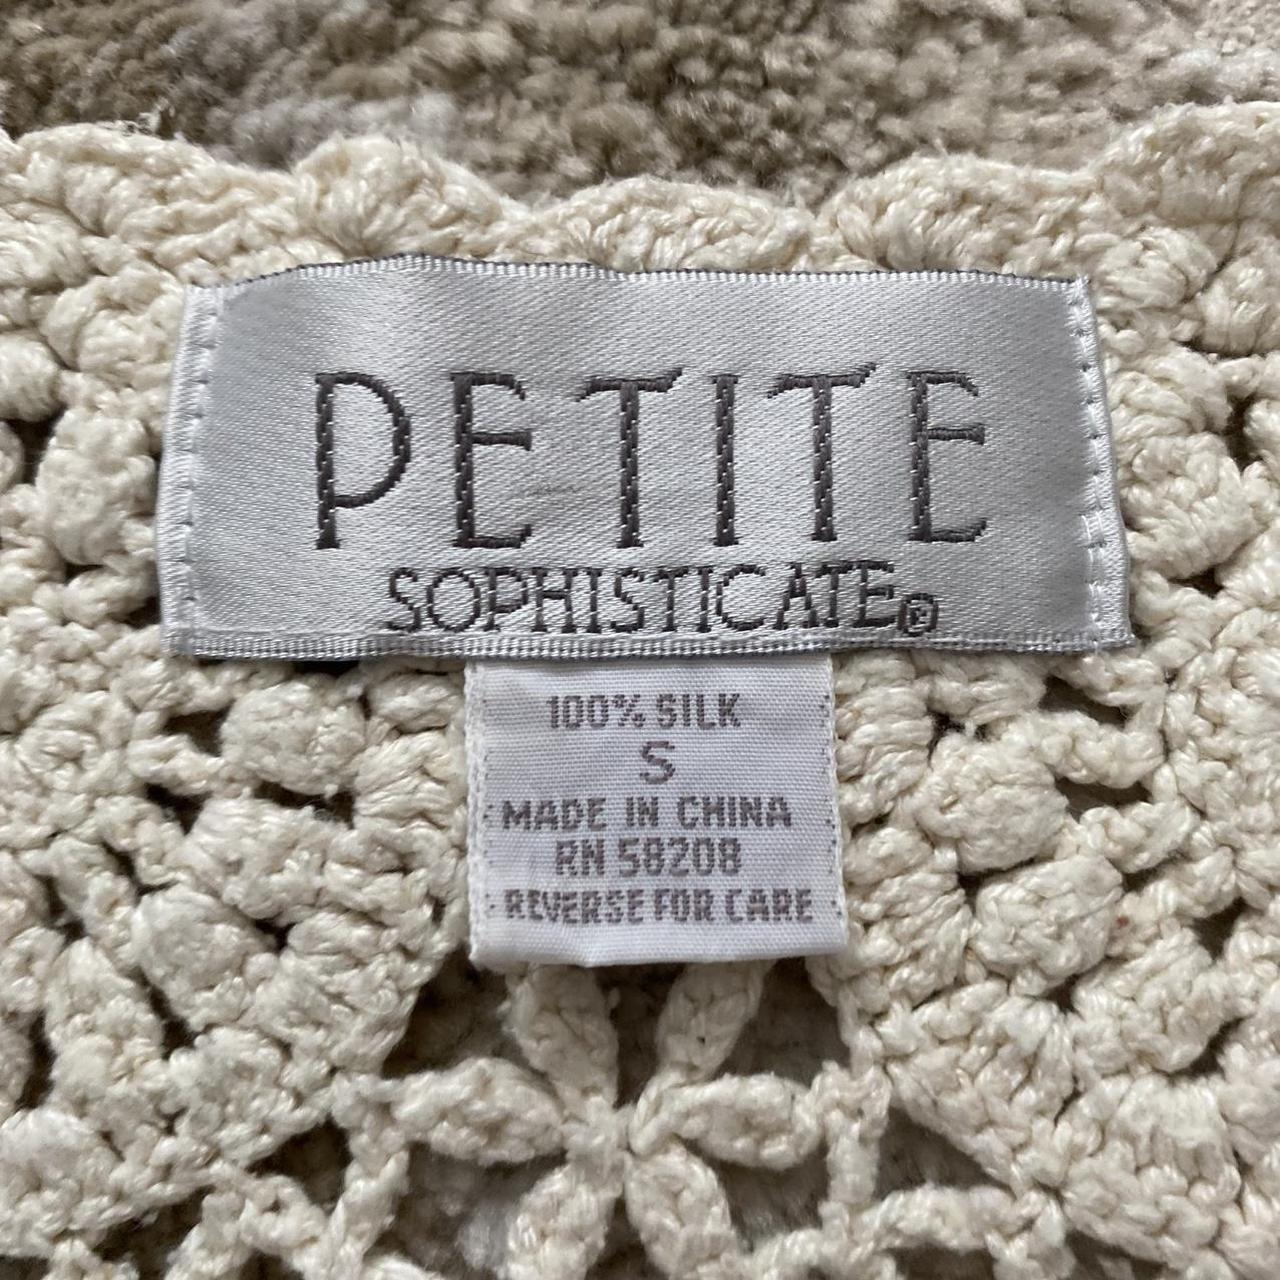 PETITE
SOPHISTICATE®
100% SILK
S
MADE IN CHINA
RN 58208
REVERSE FOR CARE